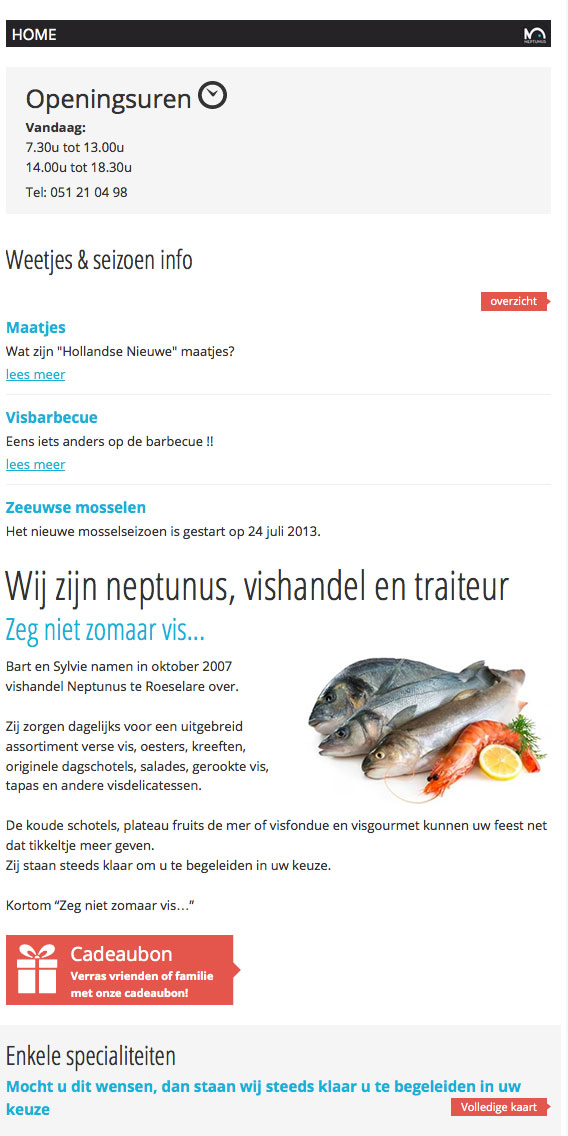 HOME
NEPTUNUS
Openingsuren
Vandaag:
7.30u tot 13.00u
14.00u tot 18.30u
Tel: 051 21 04 98
Weetjes & seizoen info
overzicht
Maatjes
Wat zijn "Hollandse Nieuwe" maatjes?
lees meer
Visbarbecue
Eens iets anders op de barbecue !!
lees meer
Zeeuwse mosselen
Het nieuwe mosselseizoen is gestart op 24 juli 2013.
Wij zijn neptunus, vishandel en traiteur
Zeg niet zomaar vis...
Bart en Sylvie namen in oktober 2007
vishandel Neptunus te Roeselare over.
Zij zorgen dagelijks voor een uitgebreid
assortiment verse vis, oesters, kreeften,
originele dagschotels, salades, gerookte vis,
tapas en andere visdelicatessen.
De koude schotels, plateau fruits de mer of visfondue en visgourmet kunnen uw feest net
dat tikkeltje meer geven.
Zij staan steeds klaar om u te begeleiden in uw keuze.
Kortom “Zeg niet zomaar vis…”
Cadeaubon
Verras vrienden of familie
met onze cadeaubon!
Enkele specialiteiten
Mocht u dit wensen, dan staan wij steeds klaar u te begeleiden in uw
keuze
Volledige kaart